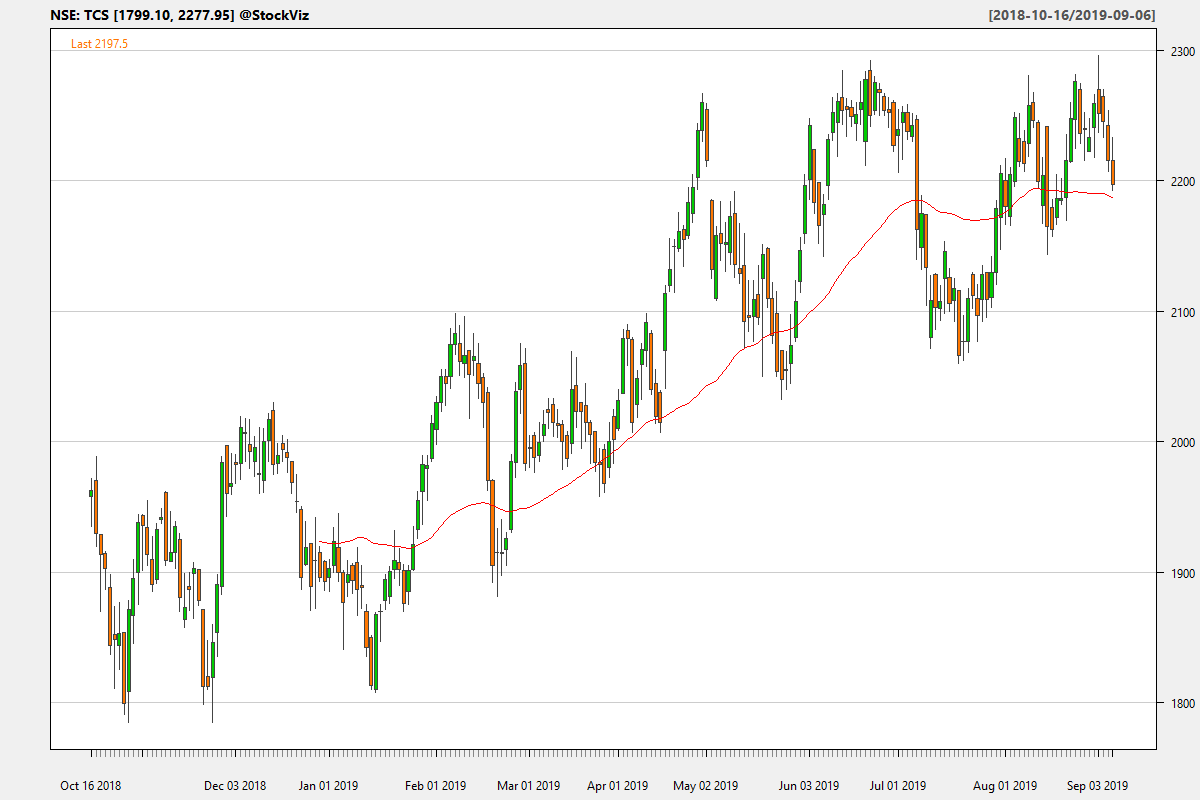 NSE: TCS [1799.10, 2277.95] @StockViz
[2018-10-16/2019-09-06]
Last 2197.5
2300
2200
2100
2000
1900
1800
Oct 16 2018 Dec 03 2018 Jan 01 2019 Feb 01 2019 Mar 01 2019 Apr 01 2019 May 02 2019 Jun 03 2019 Jul 01 2019 Aug 01 2019 Sep 03 2019